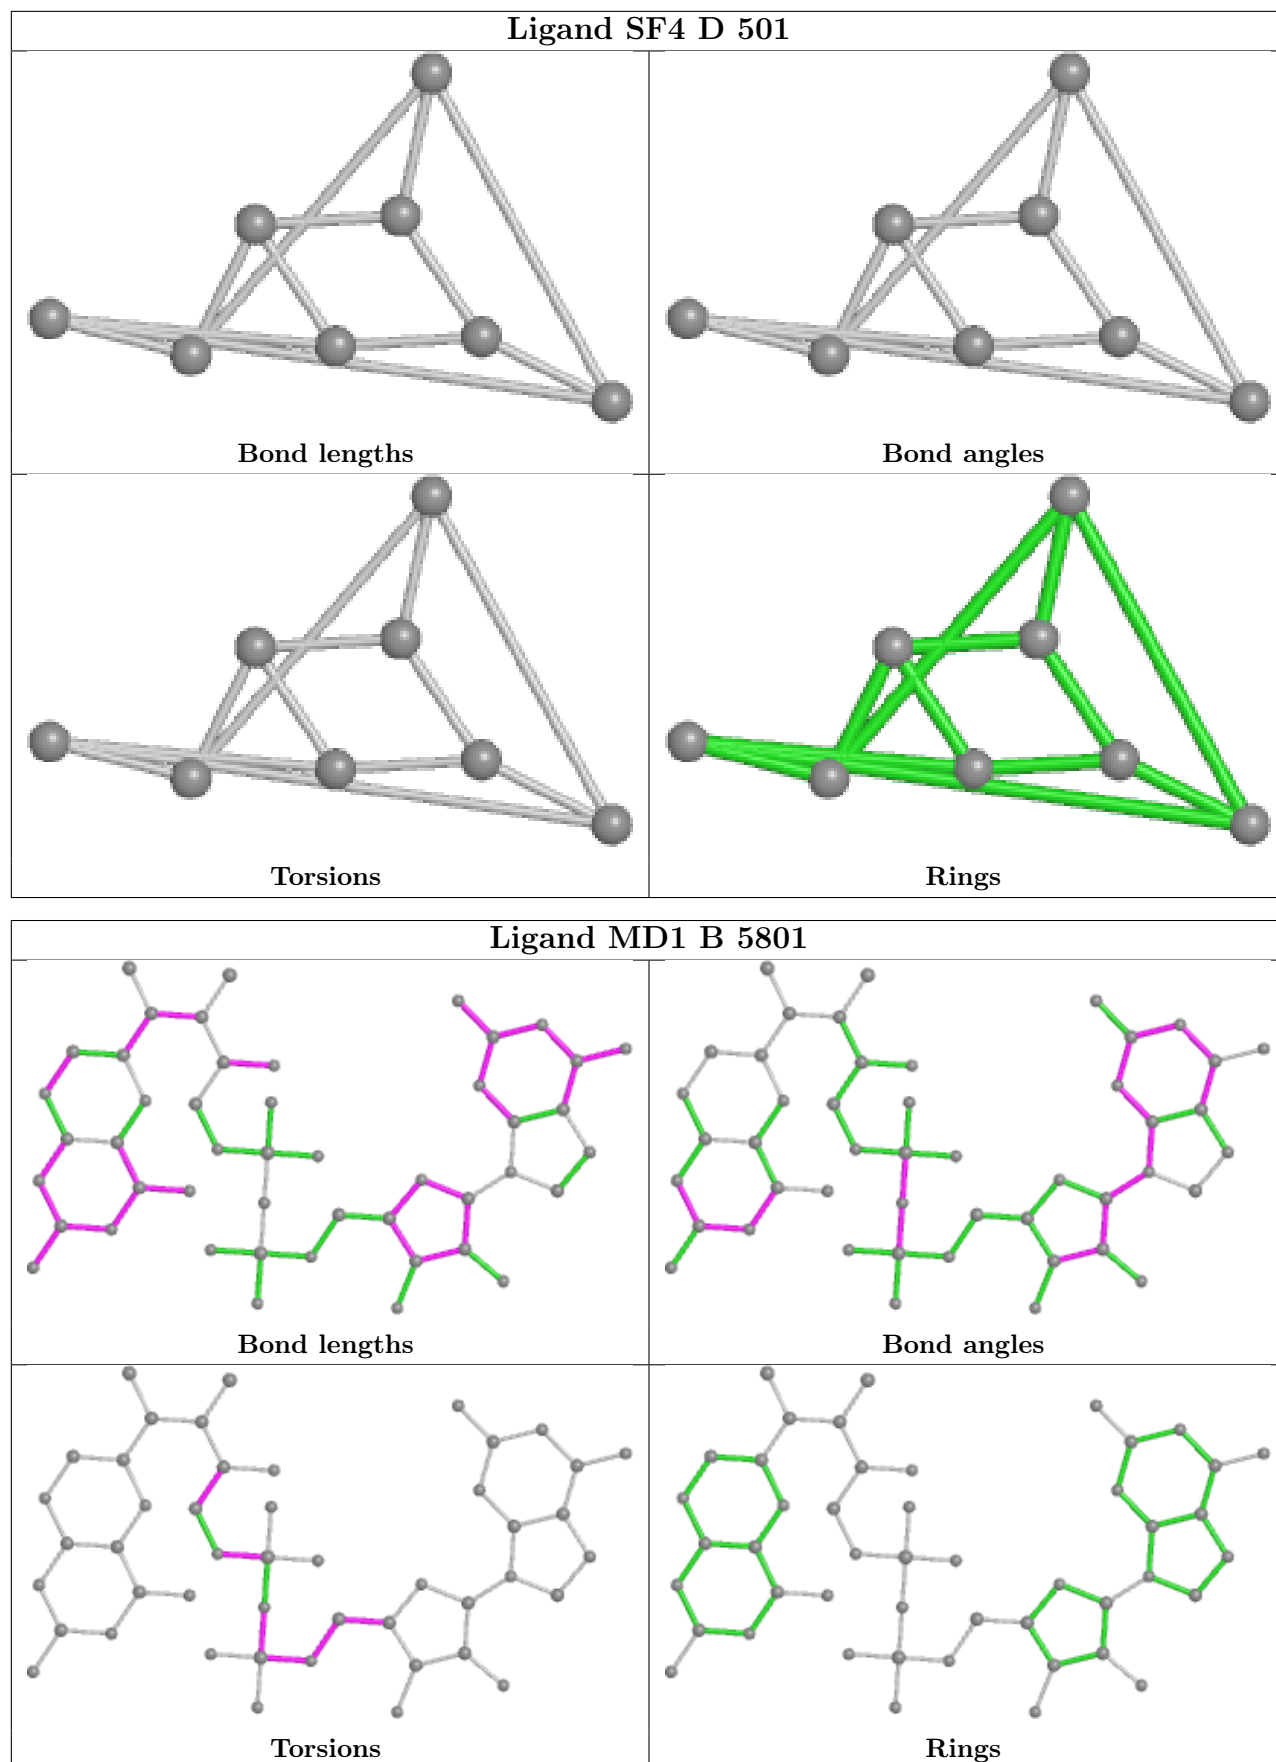 Ligand SF4 D 501
Bond lengths
Bond angles
Torsions
Rings
Ligand MD1 B 5801
Bond lengths
Bond angles
Torsions
Rings